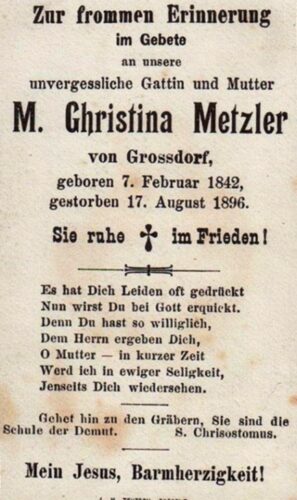 Zur frommen Erinnerung
im Gebete
an unsere
unvergessliche Gattin und Mutter
M. Christina Metzler
von Grossdorf,
geboren 7. Februar 1842,
gestorben 17. August 1896.
Sie ruhe ✝ im Frieden!
Es hat Dich Leiden oft gedrückt
Nun wirst Du bei Gott erquickt.
Denn Du hast so williglich,
Dem Herrn ergeben Dich,
O Mutter — in kurzer Zeit
Werd ich in ewiger Seligkeit,
Jenseits Dich wiedersehen.
Gehet hin zu den Gräbern, Sie sind die
Schule der Demut. S. Chrisostomus.
Mein Jesus, Barmherzigkeit!